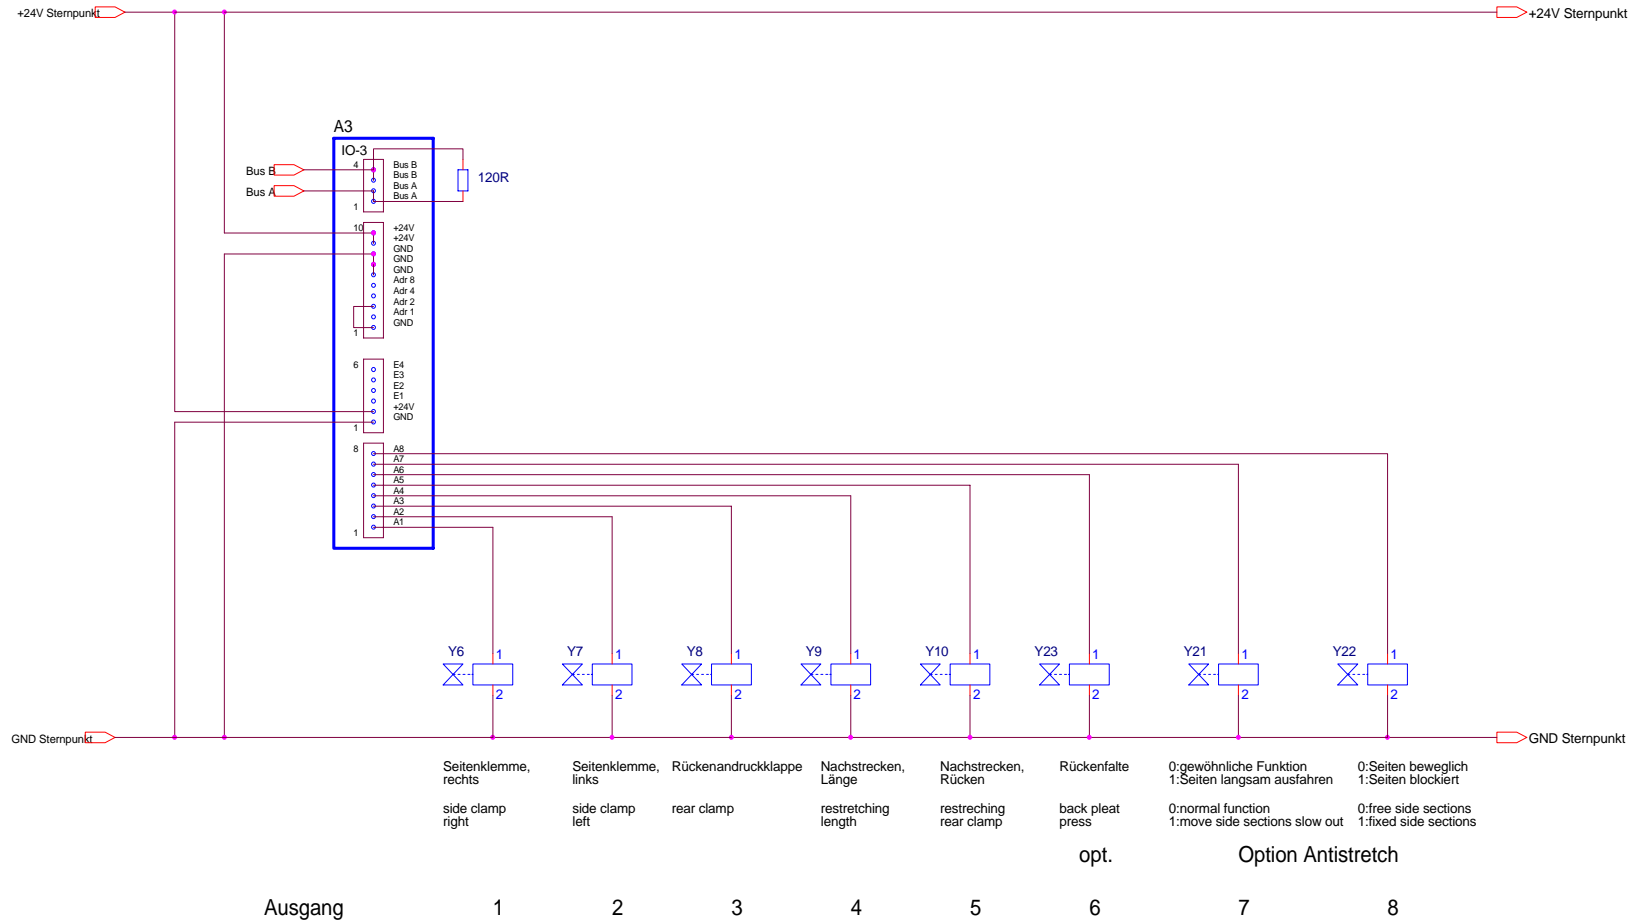 +24V Sternpunkt
+24V Sternpunkt
A3
IO-3
Bus B
Bus A
4
1
Bus B
Bus B
Bus A
Bus A
120R
10
1
+24V
+24V
GND
GND
GND
Adr 8
Adr 4
Adr 2
Adr 1
GND
6
1
E4
E3
E2
E1
+24V
GND
8
1
A8
A7
A6
A5
A4
A3
A2
A1
Y6 1 2
Y7 1 2
Y8 1 2
Y9 1 2
Y10 1 2
Y23 1 2
Y21 1 2
Y22 1 2
GND Sternpunkt
GND Sternpunkt
Seitenklemme,
rechts
side clamp
right
Seitenklemme,
links
side clamp
left
Rückenandruckklappe
rear clamp
Nachstrecken,
Länge
restretching
length
Nachstrecken,
Rücken
restreching
rear clamp
Rückenfalte
back pleat
press
0:gewöhnliche Funktion
1:Seiten langsam ausfahren
0:normal function
1:move side sections slow out
0:Seiten beweglich
1:Seiten blockiert
0:free side sections
1:fixed side sections
opt.
Option Antistretch
Ausgang 1 2 3 4 5 6 7 8